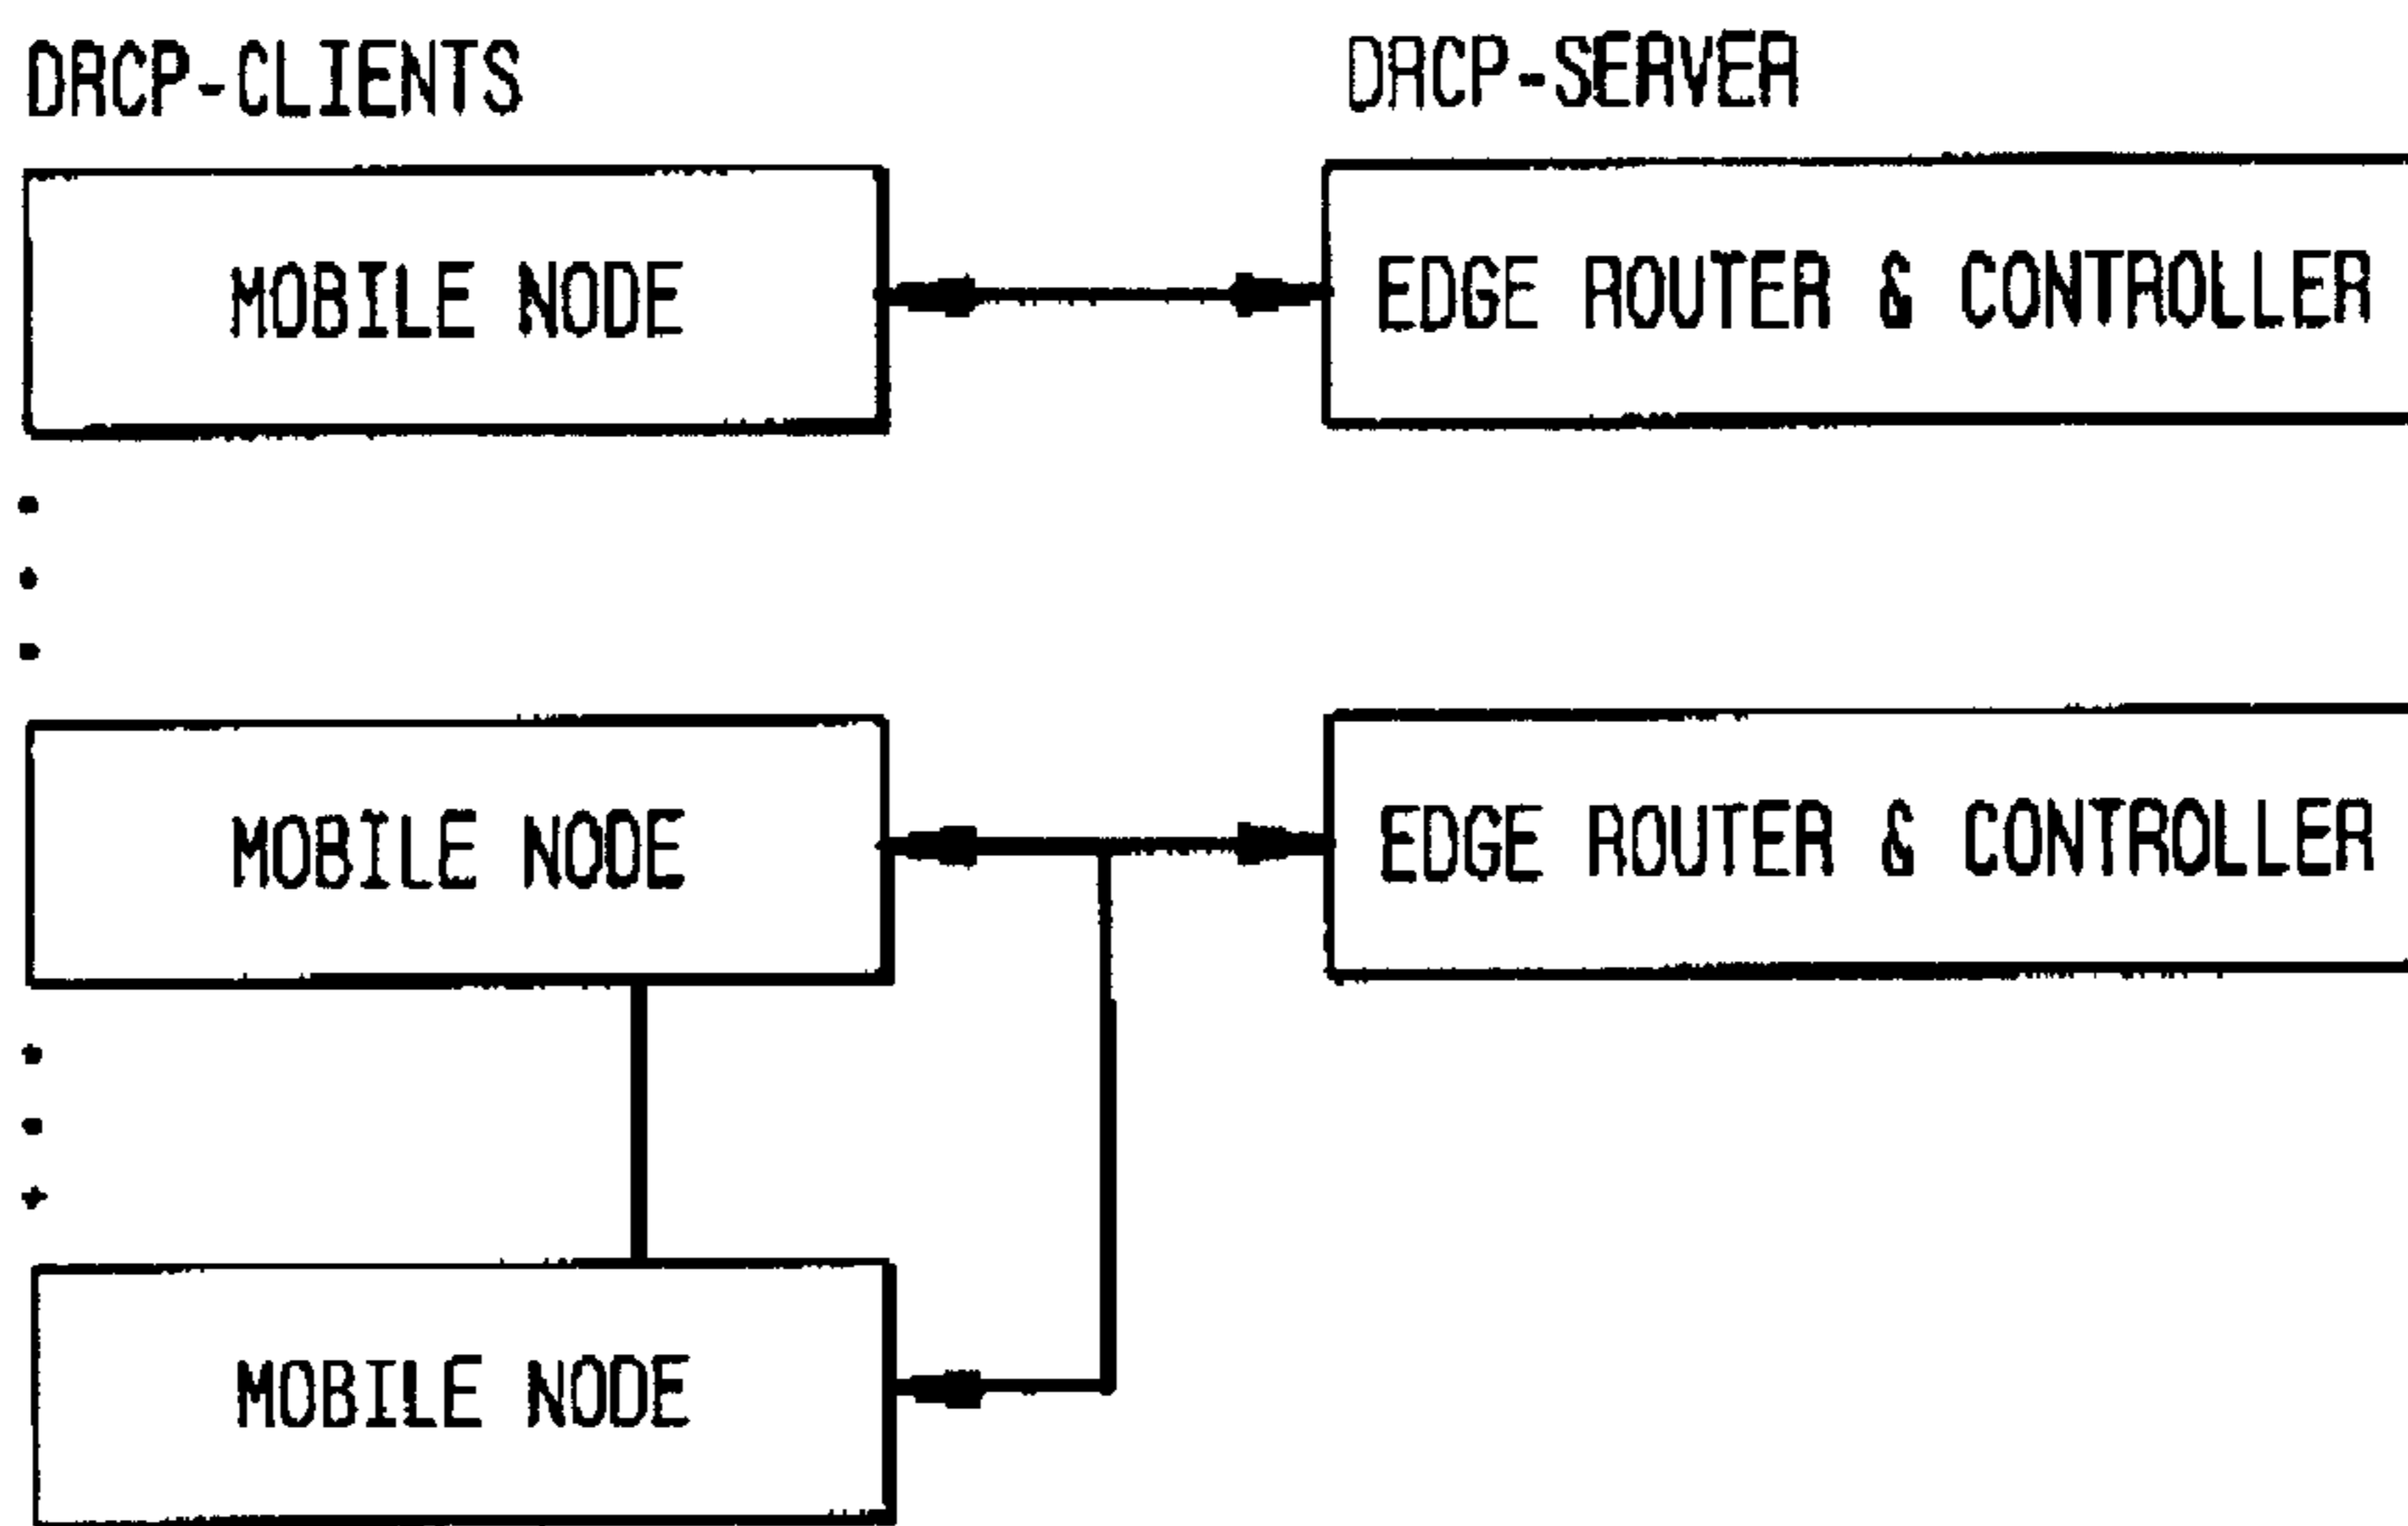 DRCP-CLIENTS DRCP-SERVER
MOBILE NODE EDGE ROUTER & CONTROLLER
MOBILE NODE EDGE ROUTER & CONTROLLER
MOBILE NODE